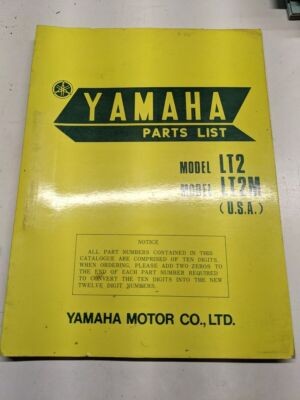 YAMAHA
PARTS LIST
MODEL LT2
MODEL LT2M
(U.S.A.)
NOTICE
ALL PART NUMBERS CONTAINED IN THIS
CATALOGUE ARE COMPRISED OF TEN DIGITS.
WHEN ORDERING, PLEASE ADD TWO ZEROS TO
THE END OF EACH PART NUMBER REQUIRED
TO CONVERT THE TEN DIGITS INTO THE NEW
TWELVE DIGIT NUMBERS.
YAMAHA MOTOR CO., LTD.